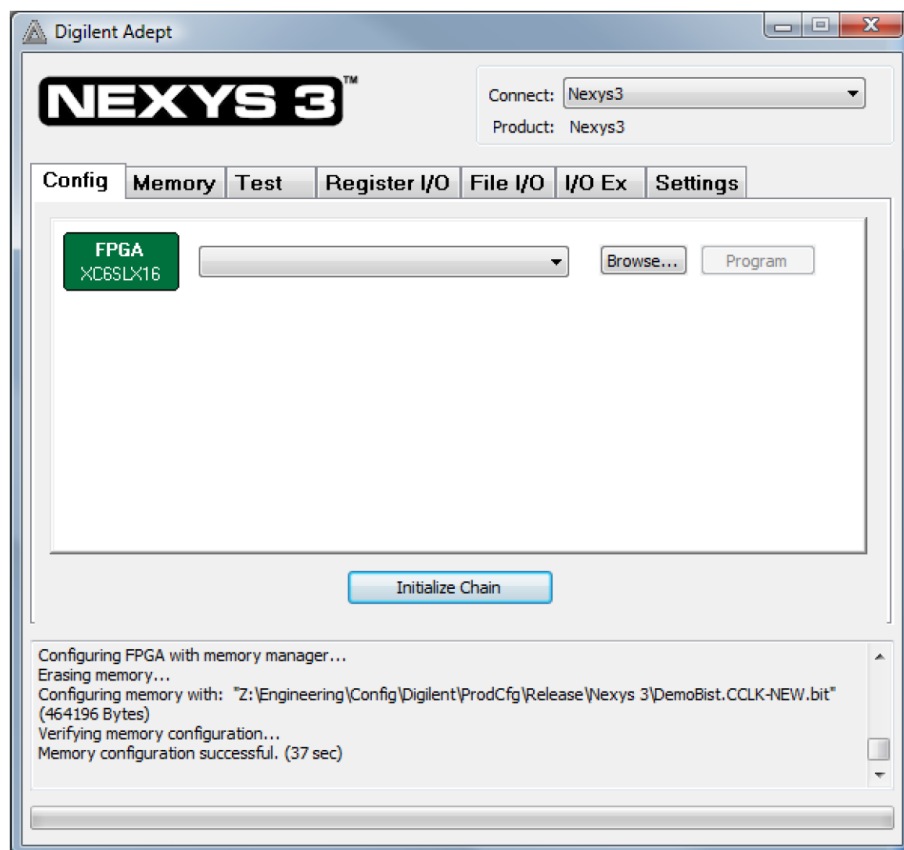 Digilent Adept
NEXYS 3™
Connect: Nexys3
Product: Nexys3
Config Memory Test Register I/O File I/O I/O Ex Settings
FPGA
XC6SLX16
Browse... Program
Initialize Chain
Configuring FPGA with memory manager...
Erasing memory...
Configuring memory with: "Z:\Engineering\Config\Digilent\ProdCfg\Release\Nexys 3\DemoBist.CCLK-NEW.bit"
(464196 Bytes)
Verifying memory configuration...
Memory configuration successful. (37 sec)